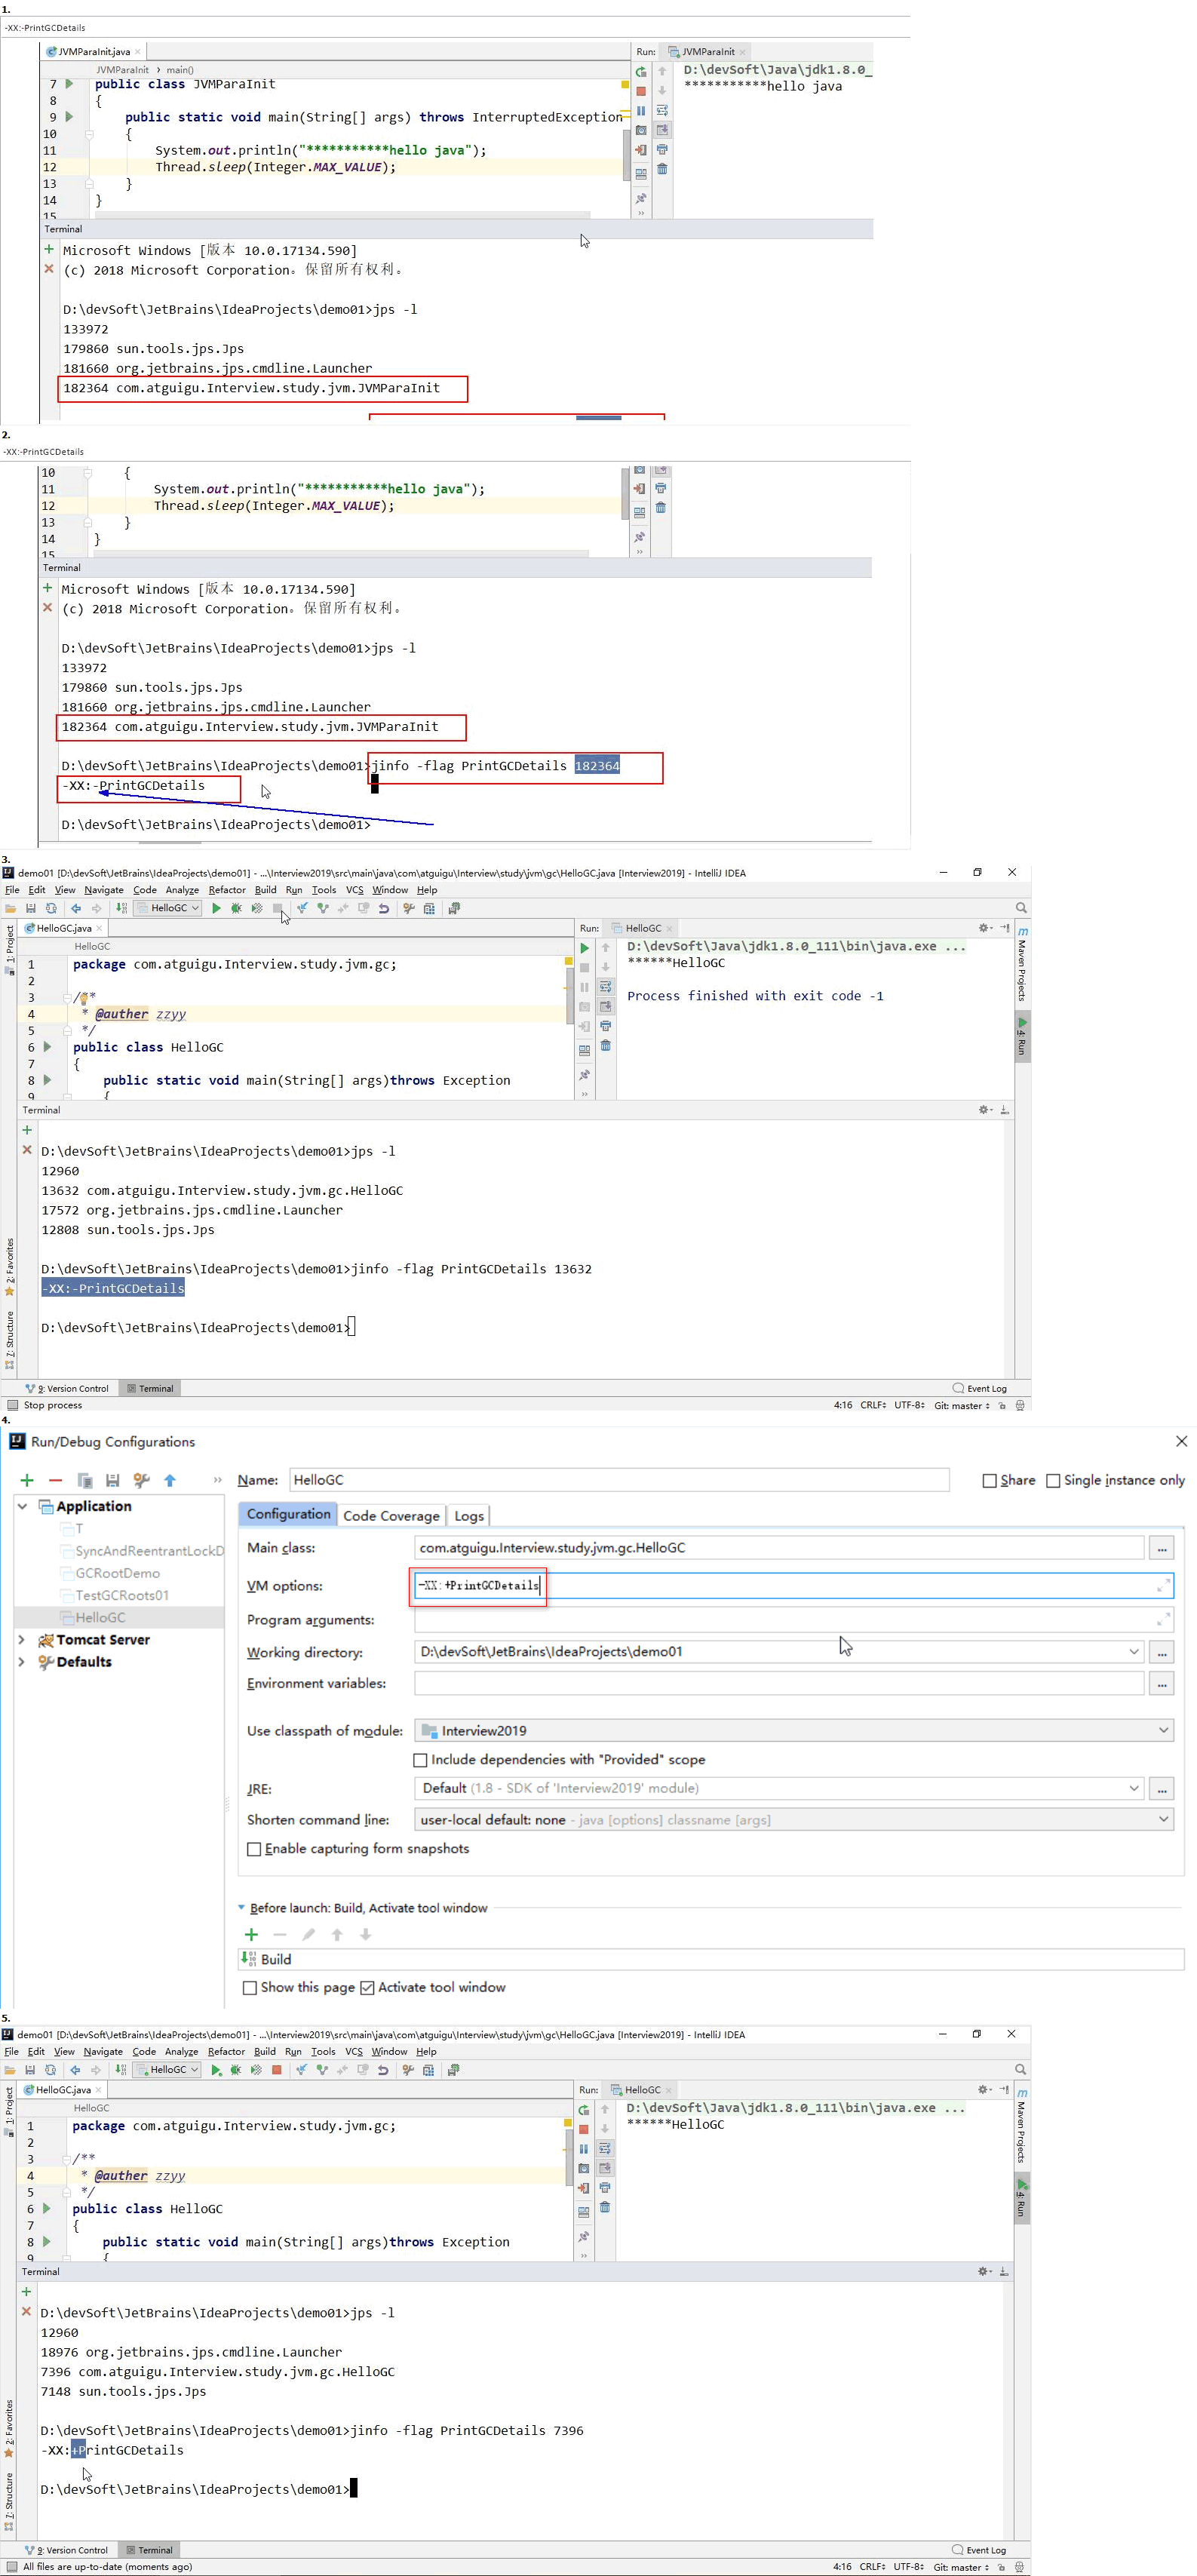 1.
-XX:-PrintGCDetails
JVMParaInit.java
Run: JVMParaInit
JVMParaInit > main()
D:\devSoft\Java\jdk1.8.0_
7 public class JVMParaInit
***********hello java
8 {
9 public static void main(String[] args) throws InterruptedException
10 {
11 System.out.println("***********hello java");
12 Thread.sleep(Integer.MAX_VALUE);
13 }
14 }
15
Terminal
Microsoft Windows [版本 10.0.17134.590]
(c) 2018 Microsoft Corporation。保留所有权利。
D:\devSoft\JetBrains\IdeaProjects\demo01>jps -l
133972
179860 sun.tools.jps.Jps
181660 org.jetbrains.jps.cmdline.Launcher
182364 com.atguigu.Interview.study.jvm.JVMParaInit
2.
-XX:-PrintGCDetails
10 {
11 System.out.println("***********hello java");
12 Thread.sleep(Integer.MAX_VALUE);
13 }
14 }
15
Terminal
Microsoft Windows [版本 10.0.17134.590]
(c) 2018 Microsoft Corporation。保留所有权利。
D:\devSoft\JetBrains\IdeaProjects\demo01>jps -l
133972
179860 sun.tools.jps.Jps
181660 org.jetbrains.jps.cmdline.Launcher
182364 com.atguigu.Interview.study.jvm.JVMParaInit
D:\devSoft\JetBrains\IdeaProjects\demo01>jinfo -flag PrintGCDetails 182364
-XX:-PrintGCDetails
D:\devSoft\JetBrains\IdeaProjects\demo01>
3.
demo01 [D:\devSoft\JetBrains\IdeaProjects\demo01] - ...\Interview2019\src\main\java\com\atguigu\Interview\study\jvm\gc\HelloGC.java [Interview2019] - IntelliJ IDEA
File Edit View Navigate Code Analyze Refactor Build Run Tools VCS Window Help
HelloGC
HelloGC.java
Run: HelloGC
HelloGC
D:\devSoft\Java\jdk1.8.0_111\bin\java.exe ...
1 package com.atguigu.Interview.study.jvm.gc;
******HelloGC
2
3 /**
Process finished with exit code -1
4 * @auther zzyy
5 */
6 public class HelloGC
7 {
8 public static void main(String[] args)throws Exception
9 {
1: Project
Maven Projects
4: Run
Terminal
D:\devSoft\JetBrains\IdeaProjects\demo01>jps -l
12960
13632 com.atguigu.Interview.study.jvm.gc.HelloGC
17572 org.jetbrains.jps.cmdline.Launcher
12808 sun.tools.jps.Jps
D:\devSoft\JetBrains\IdeaProjects\demo01>jinfo -flag PrintGCDetails 13632
-XX:-PrintGCDetails
D:\devSoft\JetBrains\IdeaProjects\demo01>
2: Favorites
7: Structure
9: Version Control Terminal Event Log
Stop process 4:16 CRLF UTF-8 Git: master
4.
Run/Debug Configurations
Name: HelloGC Share Single instance only
Application
T
SyncAndReentrantLockD
GCRootDemo
TestGCRoots01
HelloGC
Tomcat Server
Defaults
Configuration Code Coverage Logs
Main class: com.atguigu.Interview.study.jvm.gc.HelloGC ...
VM options: -XX:+PrintGCDetails
Program arguments:
Working directory: D:\devSoft\JetBrains\IdeaProjects\demo01 ...
Environment variables: ...
Use classpath of module: Interview2019
Include dependencies with "Provided" scope
JRE: Default (1.8 - SDK of 'Interview2019' module) ...
Shorten command line: user-local default: none - java [options] classname [args]
Enable capturing form snapshots
Before launch: Build, Activate tool window
Build
Show this page Activate tool window
5.
demo01 [D:\devSoft\JetBrains\IdeaProjects\demo01] - ...\Interview2019\src\main\java\com\atguigu\Interview\study\jvm\gc\HelloGC.java [Interview2019] - IntelliJ IDEA
File Edit View Navigate Code Analyze Refactor Build Run Tools VCS Window Help
HelloGC
HelloGC.java
Run: HelloGC
HelloGC
D:\devSoft\Java\jdk1.8.0_111\bin\java.exe ...
1 package com.atguigu.Interview.study.jvm.gc;
******HelloGC
2
3 /**
4 * @auther zzyy
5 */
6 public class HelloGC
7 {
8 public static void main(String[] args)throws Exception
9 {
1: Project
Maven Projects
4: Run
Terminal
D:\devSoft\JetBrains\IdeaProjects\demo01>jps -l
12960
18976 org.jetbrains.jps.cmdline.Launcher
7396 com.atguigu.Interview.study.jvm.gc.HelloGC
7148 sun.tools.jps.Jps
D:\devSoft\JetBrains\IdeaProjects\demo01>jinfo -flag PrintGCDetails 7396
-XX:+PrintGCDetails
D:\devSoft\JetBrains\IdeaProjects\demo01>
2: Favorites
7: Structure
9: Version Control Terminal Event Log
All files are up-to-date (moments ago) 4:16 CRLF UTF-8 Git: master